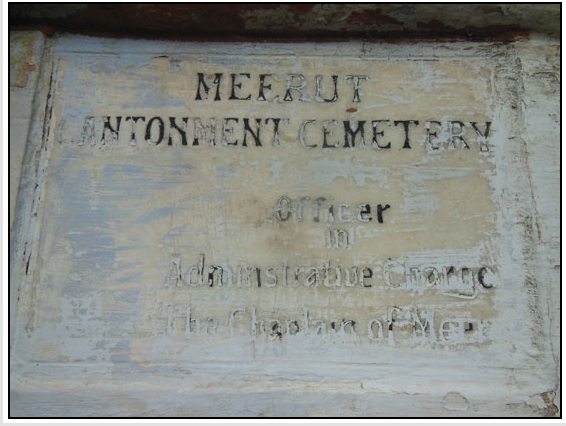 MEERUT
CANTONMENT CEMETERY
Officer
in
Administrative Charge
The Chaplain of